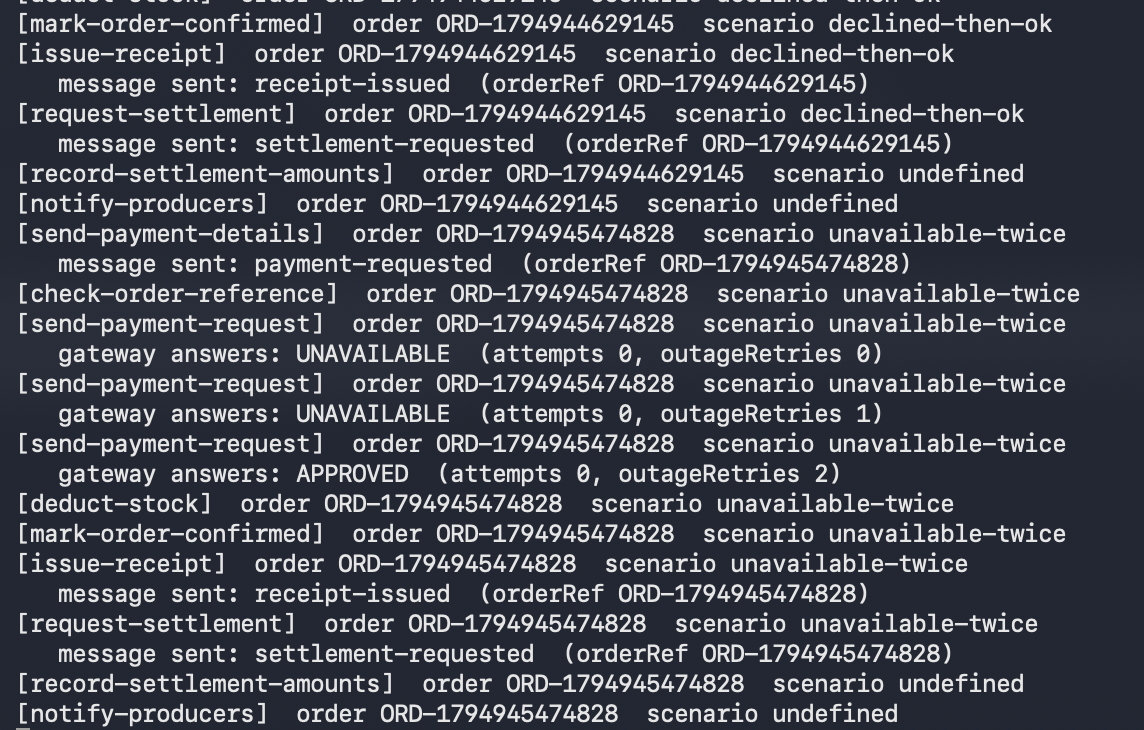 [deduct-stock]  order ORD-1794944629145  scenario declined-then-ok
[mark-order-confirmed]  order ORD-1794944629145  scenario declined-then-ok
[issue-receipt]  order ORD-1794944629145  scenario declined-then-ok
   message sent: receipt-issued  (orderRef ORD-1794944629145)
[request-settlement]  order ORD-1794944629145  scenario declined-then-ok
   message sent: settlement-requested  (orderRef ORD-1794944629145)
[record-settlement-amounts]  order ORD-1794944629145  scenario undefined
[notify-producers]  order ORD-1794944629145  scenario undefined
[send-payment-details]  order ORD-1794945474828  scenario unavailable-twice
   message sent: payment-requested  (orderRef ORD-1794945474828)
[check-order-reference]  order ORD-1794945474828  scenario unavailable-twice
[send-payment-request]  order ORD-1794945474828  scenario unavailable-twice
   gateway answers: UNAVAILABLE  (attempts 0, outageRetries 0)
[send-payment-request]  order ORD-1794945474828  scenario unavailable-twice
   gateway answers: UNAVAILABLE  (attempts 0, outageRetries 1)
[send-payment-request]  order ORD-1794945474828  scenario unavailable-twice
   gateway answers: APPROVED  (attempts 0, outageRetries 2)
[deduct-stock]  order ORD-1794945474828  scenario unavailable-twice
[mark-order-confirmed]  order ORD-1794945474828  scenario unavailable-twice
[issue-receipt]  order ORD-1794945474828  scenario unavailable-twice
   message sent: receipt-issued  (orderRef ORD-1794945474828)
[request-settlement]  order ORD-1794945474828  scenario unavailable-twice
   message sent: settlement-requested  (orderRef ORD-1794945474828)
[record-settlement-amounts]  order ORD-1794945474828  scenario undefined
[notify-producers]  order ORD-1794945474828  scenario undefined